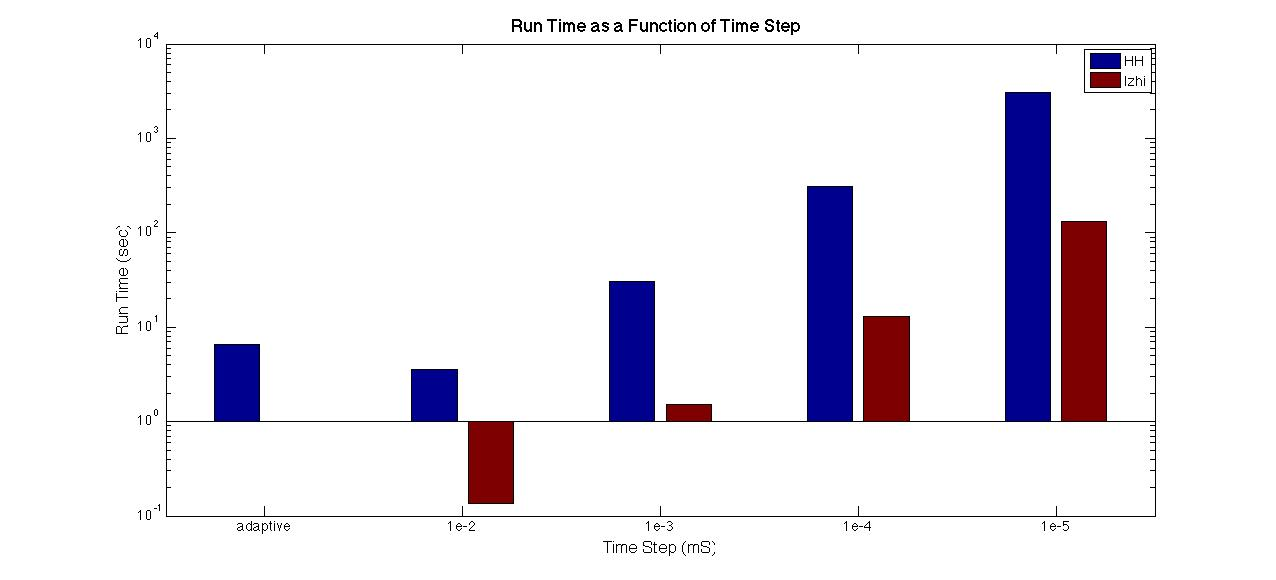 Run Time as a Function of Time Step
HH
Izhi
10^4
10^3
10^2
10^1
10^0
10^-1
Run Time (sec)
adaptive 1e-2 1e-3 1e-4 1e-5
Time Step (mS)